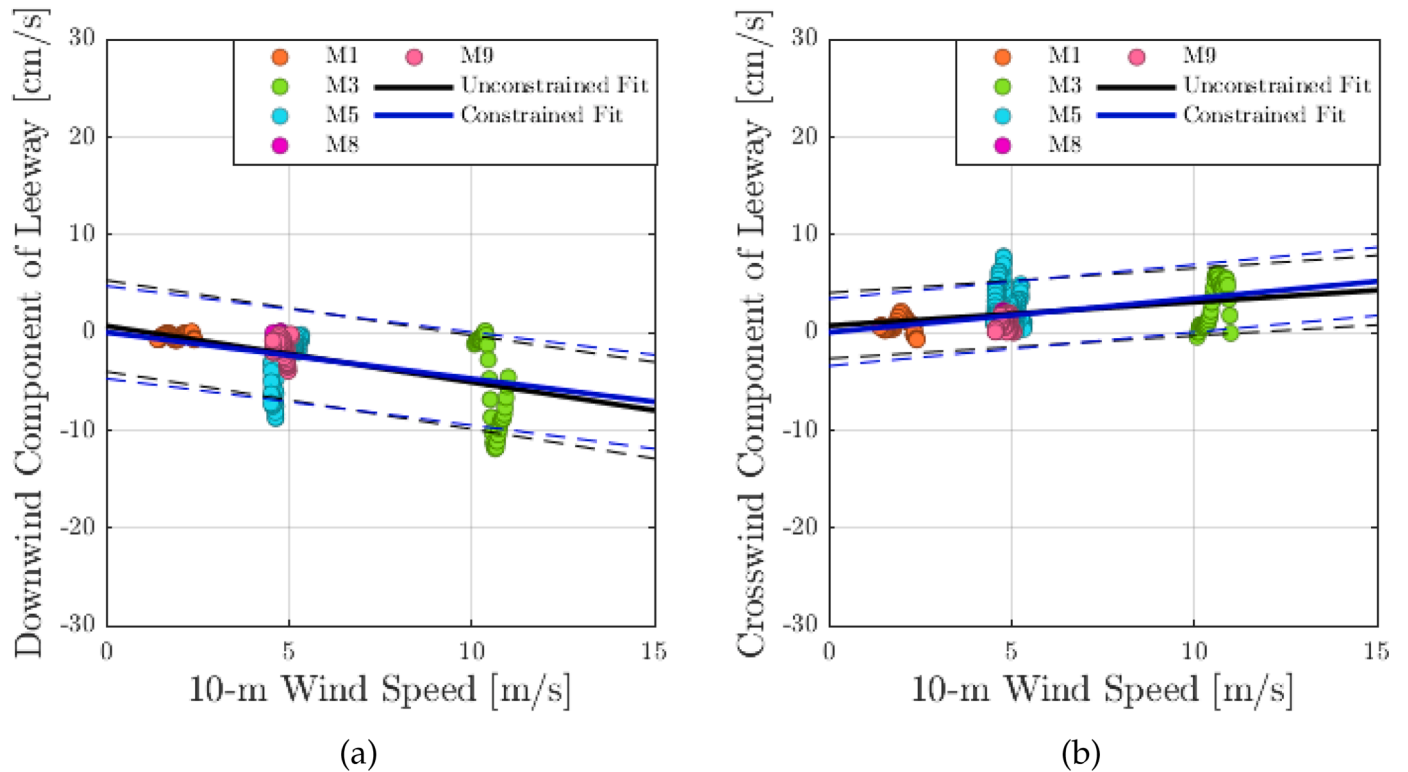 Downwind Component of Leeway [cm/s]
30
20
10
0
-10
-20
-30
M1
M9
M3
Unconstrained Fit
M5
Constrained Fit
M8
0 5 10 15
10-m Wind Speed [m/s]
(a)
Crosswind Component of Leeway [cm/s]
30
20
10
0
-10
-20
-30
M1
M9
M3
Unconstrained Fit
M5
Constrained Fit
M8
0 5 10 15
10-m Wind Speed [m/s]
(b)